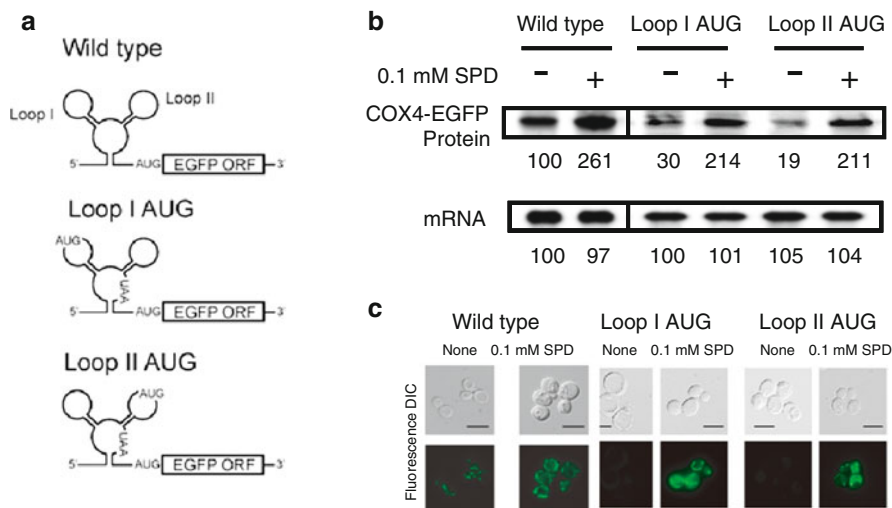 a
Wild type
Loop I
Loop II
5′ AUG EGFP ORF 3′
Loop I AUG
AUG
UAA
5′ AUG EGFP ORF 3′
Loop II AUG
AUG
UAA
5′ AUG EGFP ORF 3′
b
Wild type Loop I AUG Loop II AUG
0.1 mM SPD - + - + - +
COX4-EGFP
Protein
100 261 30 214 19 211
mRNA
100 97 100 101 105 104
c
Wild type Loop I AUG Loop II AUG
None 0.1 mM SPD None 0.1 mM SPD None 0.1 mM SPD
Fluorescence DIC